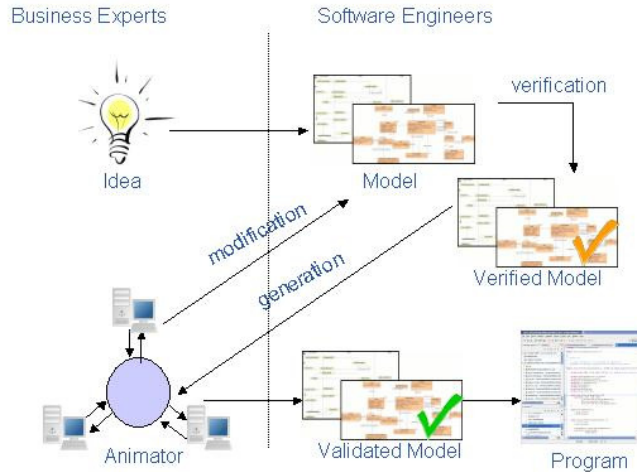 Business Experts
Software Engineers
verification
Idea
Model
modification
generation
Verified Model
Animator
Validated Model
Program